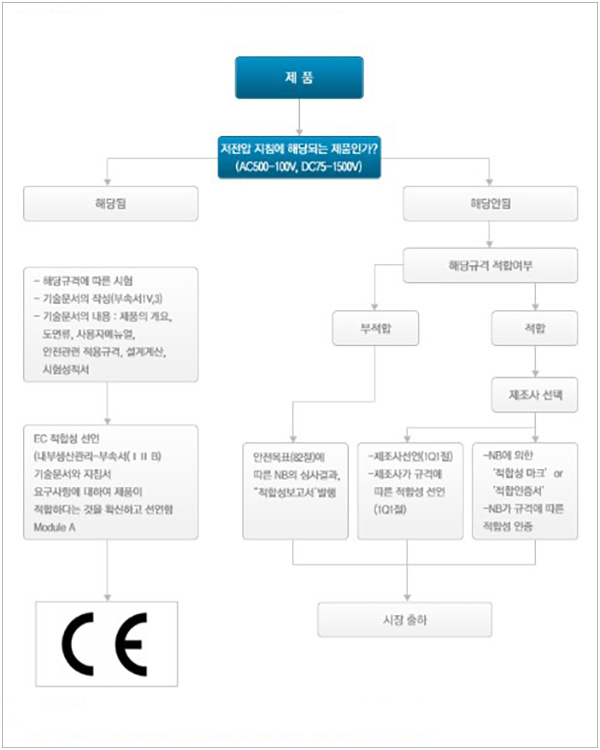 제 품
저전압 지침에 해당되는 제품인가?
(AC500-100V, DC75-1500V)
해당됨
해당안됨
- 해당규격에 따른 시험
- 기술문서의 작성(부속서IV,3)
- 기술문서의 내용 : 제품의 개요,
도면류, 사용자메뉴얼,
안전관련 적용규격, 설계계산,
시험성적서
해당규격 적합여부
부적합
적합
제조사 선택
EC 적합성 선언
(내부생산관리-부속서(ⅠⅡ B)
기술문서와 지침서
요구사항에 대하여 제품이
적합하다는 것을 확신하고 선언함
Module A
안전목표(82절)에
따른 NB의 심사결과,
"적합성보고서'발행
-제조사선언(1Q1절)
-제조사가 규격에
따른 적합성 선언
(1Q1절)
-NB에 의한
'적합성 마크' or
'적합인증서'
-NB가 규격에 따른
적합성 인증
CE
시장 출하